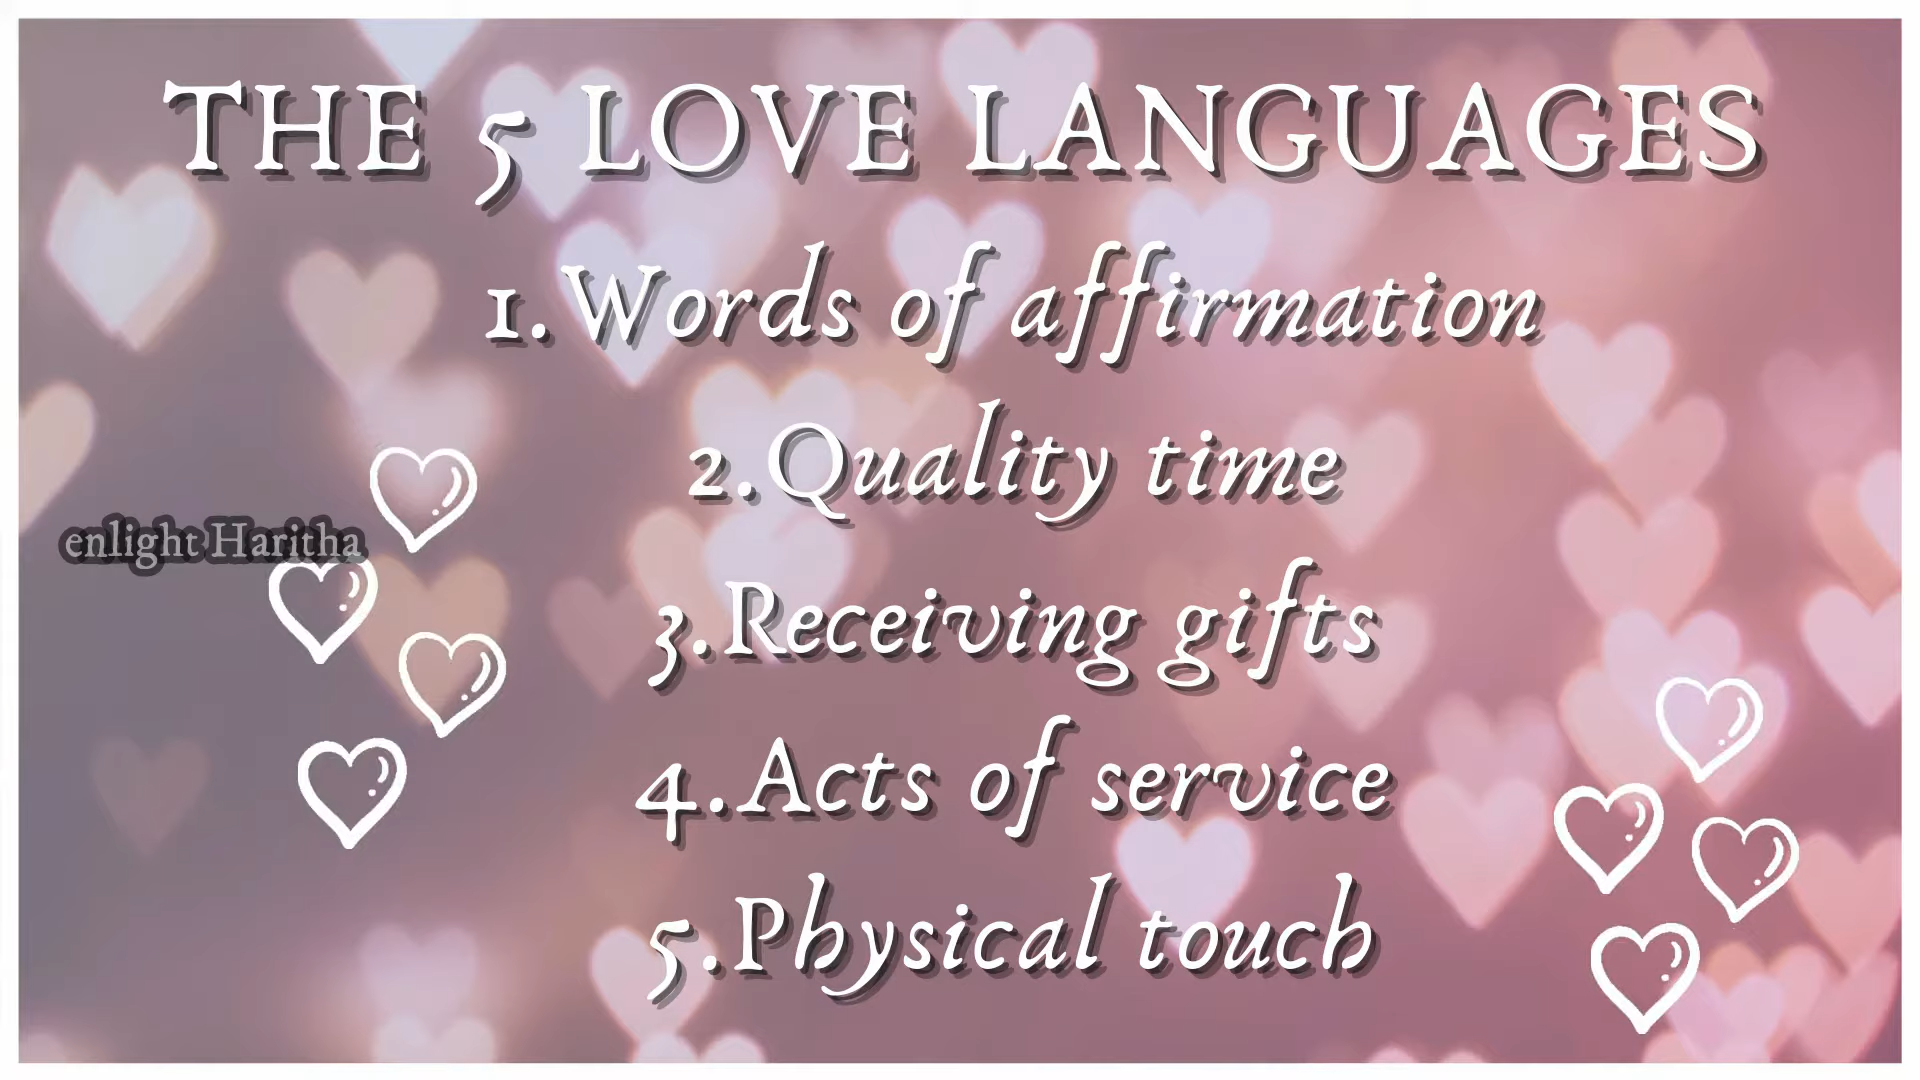 THE 5 LOVE LANGUAGES
1. Words of affirmation
2. Quality time
enlight Haritha
3. Receiving gifts
4. Acts of service
5. Physical touch